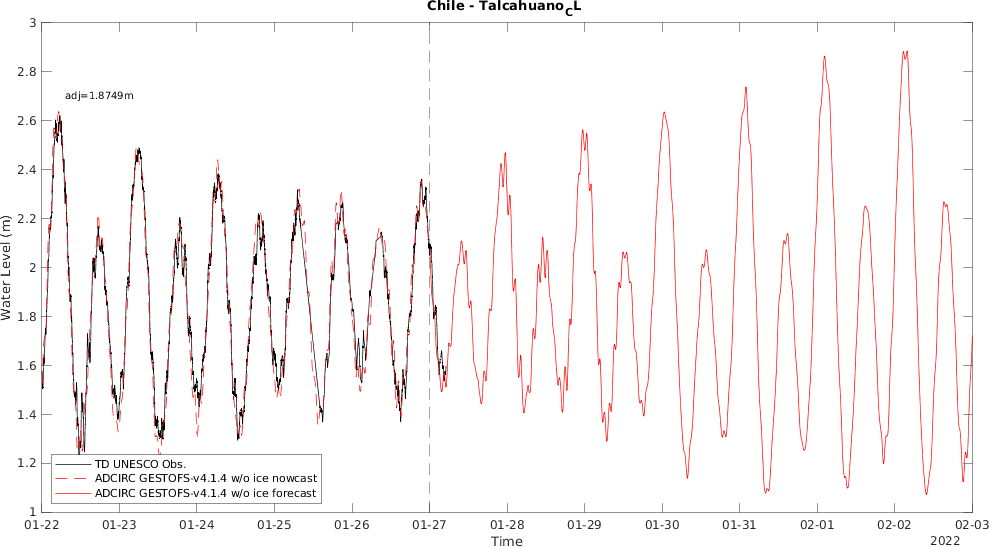 Chile - Talcahuano_CL
adj=1.8749m
Water Level (m)
3
2.8
2.6
2.4
2.2
2
1.8
1.6
1.4
1.2
1
TD UNESCO Obs.
ADCIRC GESTOFS-v4.1.4 w/o ice nowcast
ADCIRC GESTOFS-v4.1.4 w/o ice forecast
01-22 01-23 01-24 01-25 01-26 01-27 01-28 01-29 01-30 01-31 02-01 02-02 02-03
Time
2022